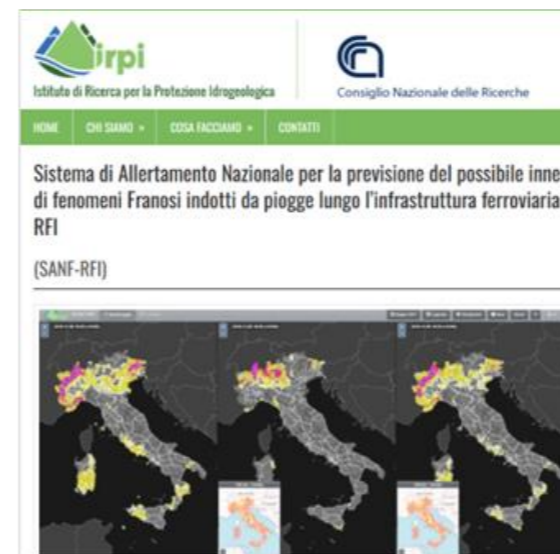 irpi
Istituto di Ricerca per la Protezione Idrogeologica
Consiglio Nazionale delle Ricerche
HOME
CHI SIAMO »
COSA FACCIAMO »
CONTATTI
Sistema di Allertamento Nazionale per la previsione del possibile inne
di fenomeni Franosi indotti da piogge lungo l'infrastruttura ferroviaria
RFI
(SANF-RFI)